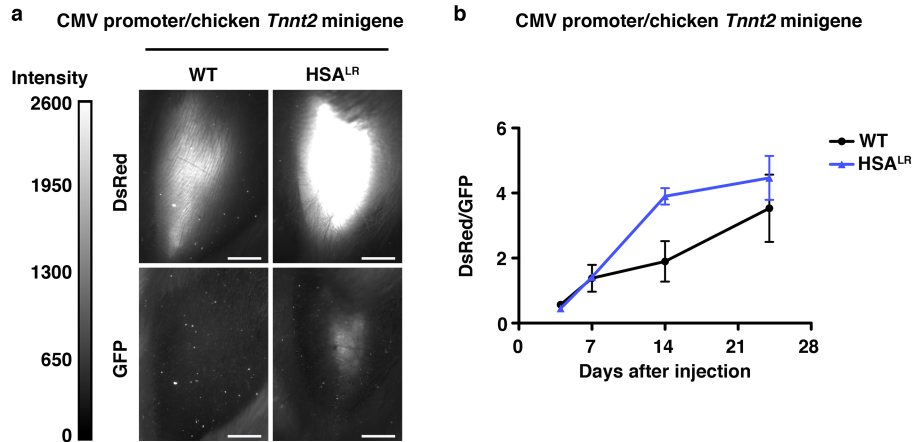 a
CMV promoter/chicken Tnnt2 minigene
Intensity
WT
HSALR
2600
1950
1300
650
0
DsRed
GFP
b
CMV promoter/chicken Tnnt2 minigene
DsRed/GFP
6
4
2
0
0 7 14 21 28
Days after injection
WT
HSALR